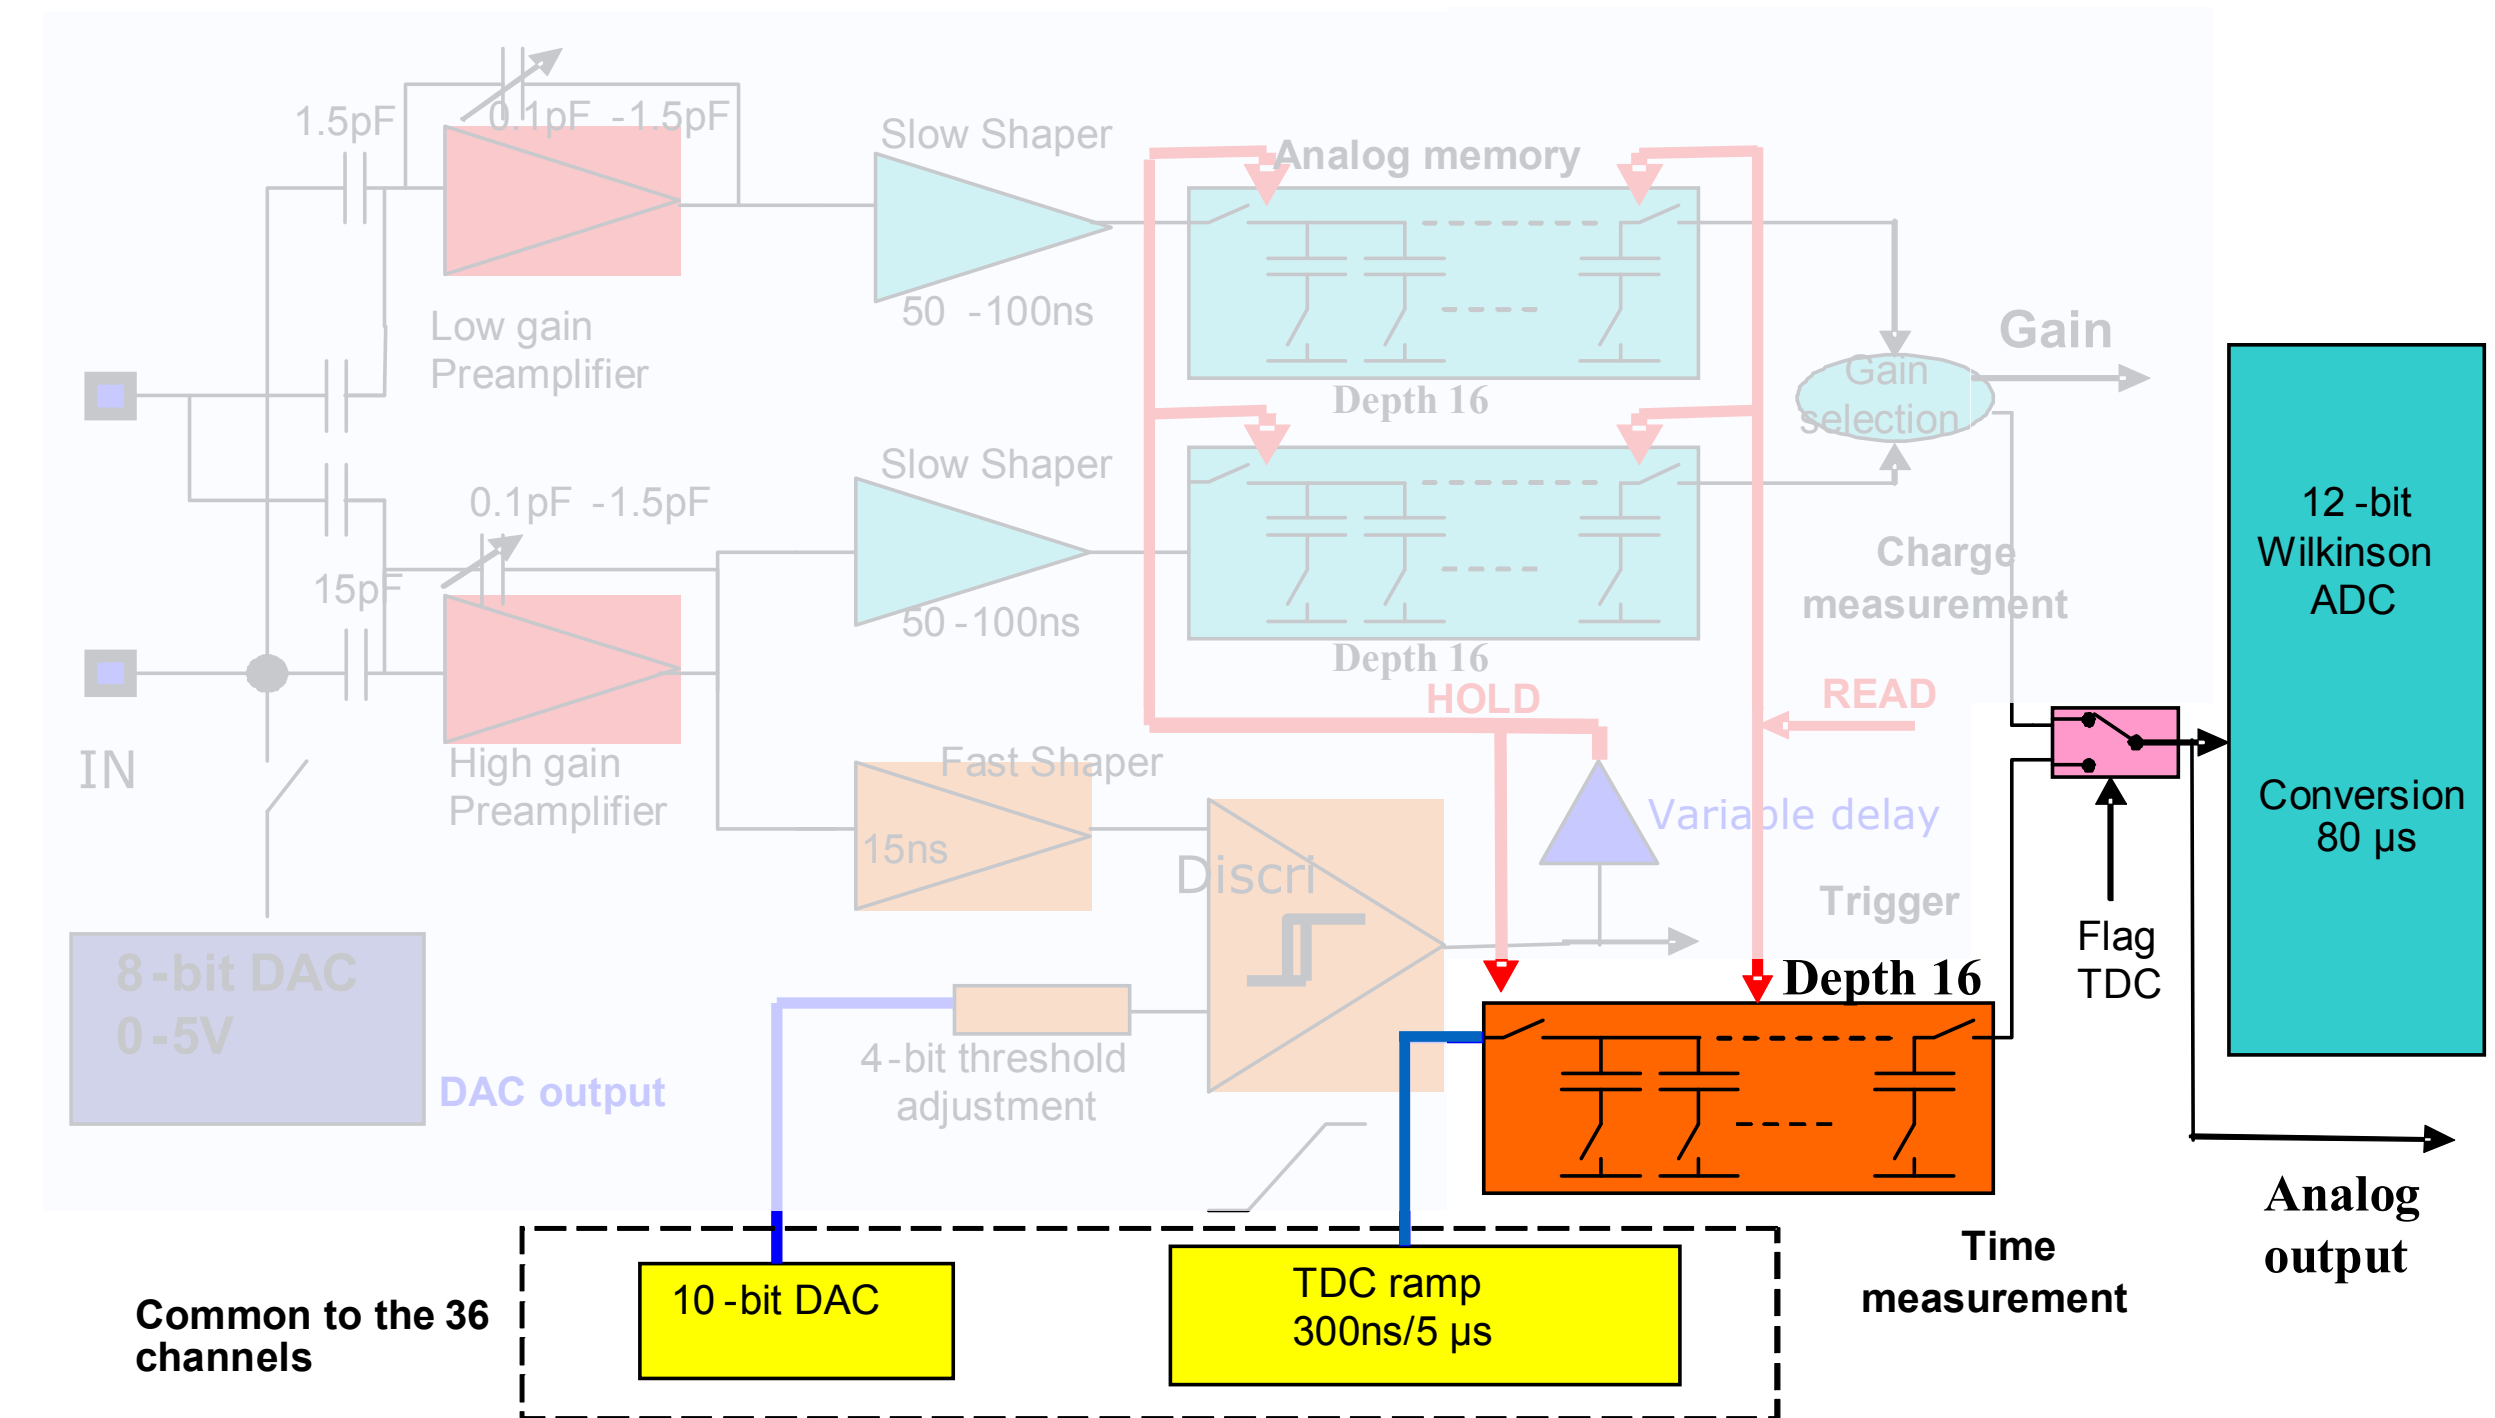 1.5pF
0.1pF -1.5pF
Slow Shaper
Analog memory
Low gain
Preamplifier
50 -100ns
Depth 16
Gain
Gain
selection
Slow Shaper
0.1pF -1.5pF
15pF
50 -100ns
Depth 16
Charge
measurement
12 -bit
Wilkinson
ADC
Conversion
80 µs
HOLD
READ
IN
High gain
Preamplifier
Fast Shaper
15ns
Discri
Variable delay
Trigger
Flag
TDC
8-bit DAC
0-5V
DAC output
4-bit threshold
adjustment
Depth 16
Analog
output
Time
measurement
Common to the 36
channels
10-bit DAC
TDC ramp
300ns/5 µs